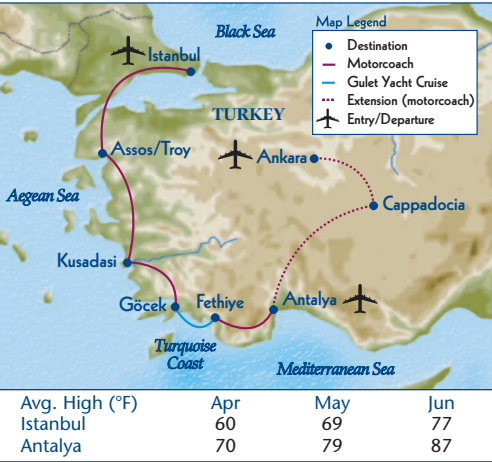 Black Sea
Map Legend
Destination
Motorcoach
Gulet Yacht Cruise
Extension (motorcoach)
Entry/Departure
Istanbul
TURKEY
Assos/Troy
Ankara
Aegean Sea
Cappadocia
Kusadasi
Göcek
Fethiye
Antalya
Turquoise
Coast
Mediterranean Sea
Avg. High (°F) Apr May Jun
Istanbul 60 69 77
Antalya 70 79 87